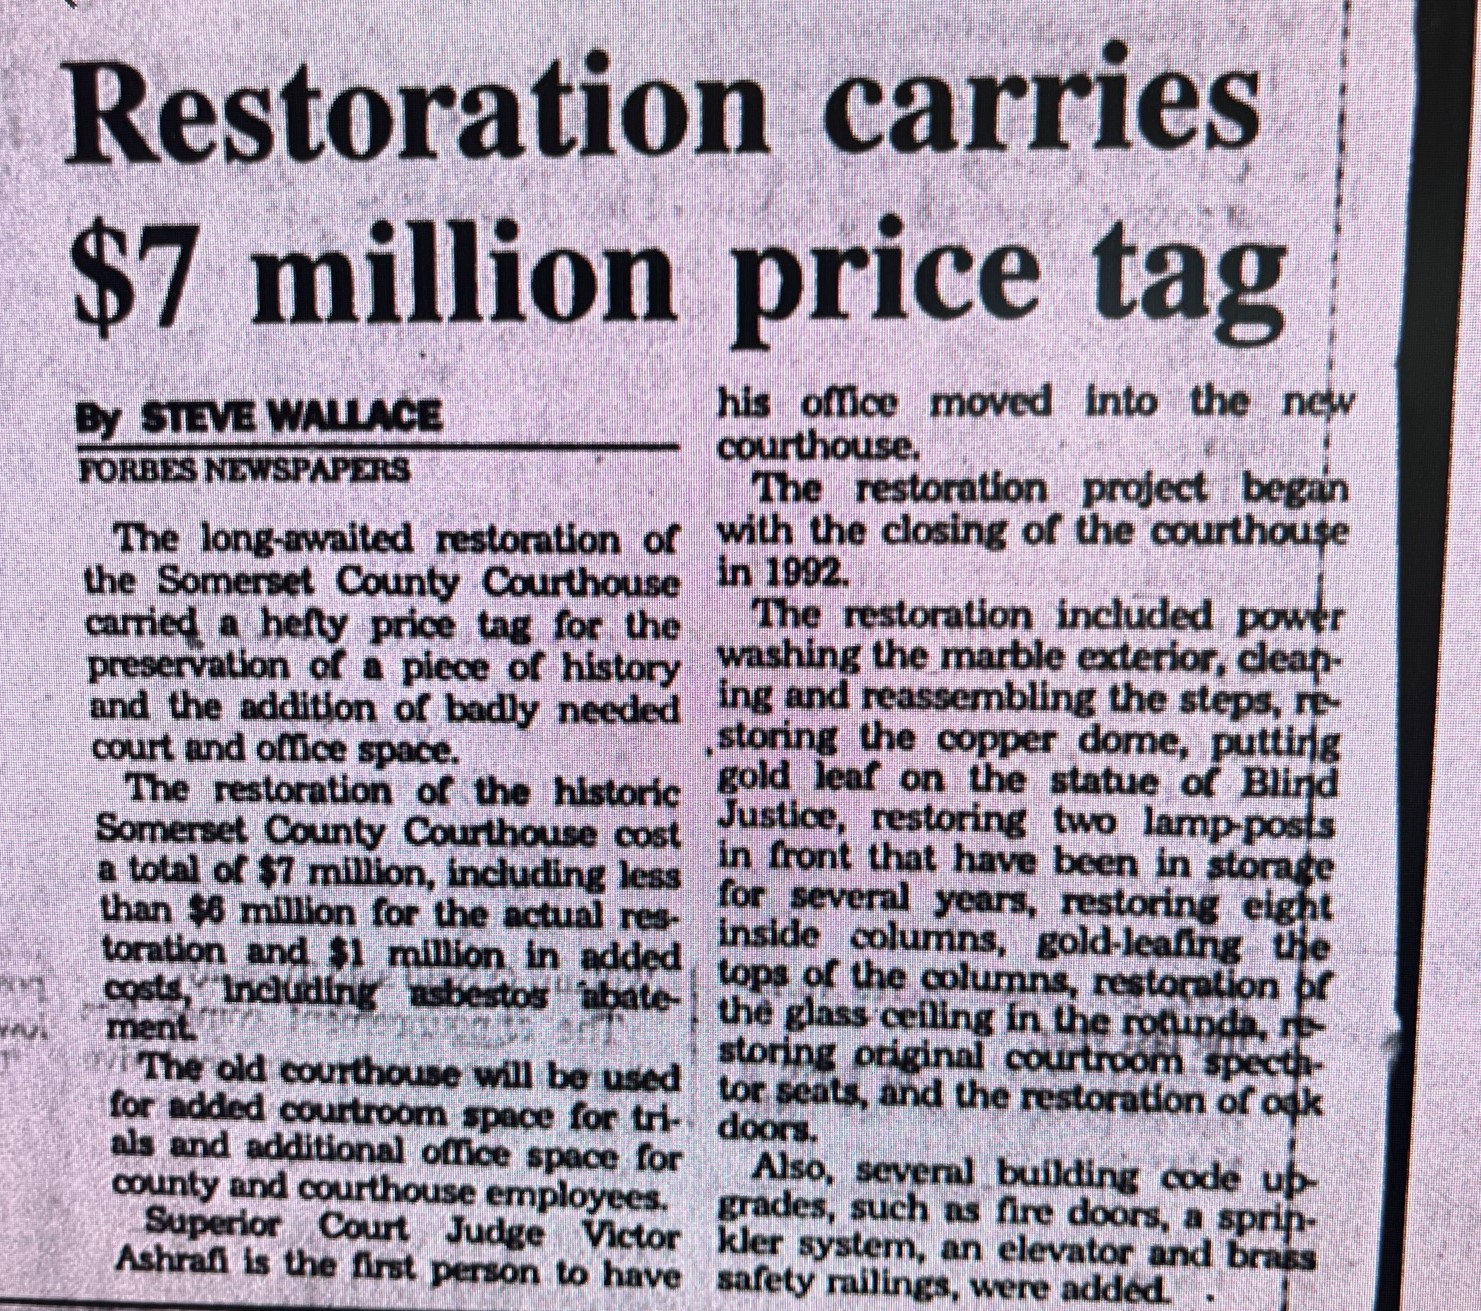 Restoration carries
$7 million price tag
By STEVE WALLACE
FORBES NEWSPAPERS
The long-awaited restoration of
the Somerset County Courthouse
carried a hefty price tag for the
preservation of a piece of history
and the addition of badly needed
court and office space.
The restoration of the historic
Somerset County Courthouse cost
a total of $7 million, including less
than $6 million for the actual res-
toration and $1 million in added
costs, including asbestos abate-
ment.
The old courthouse will be used
for added courtroom space for tri-
als and additional office space for
county and courthouse employees.
Superior Court Judge Victor
Ashrafi is the first person to have
his office moved into the new
courthouse.
The restoration project began
with the closing of the courthouse
in 1992.
The restoration included power
washing the marble exterior, clean-
ing and reassembling the steps, re-
storing the copper dome, putting
gold leaf on the statue of Blind
Justice, restoring two lamp-posts
in front that have been in storage
for several years, restoring eight
inside columns, gold-leafing the
tops of the columns, restoration of
the glass ceiling in the rotunda, re-
storing original courtroom specta-
tor seats, and the restoration of oak
doors.
Also, several building code up-
grades, such as fire doors, a sprin-
kler system, an elevator and brass
safety railings, were added.